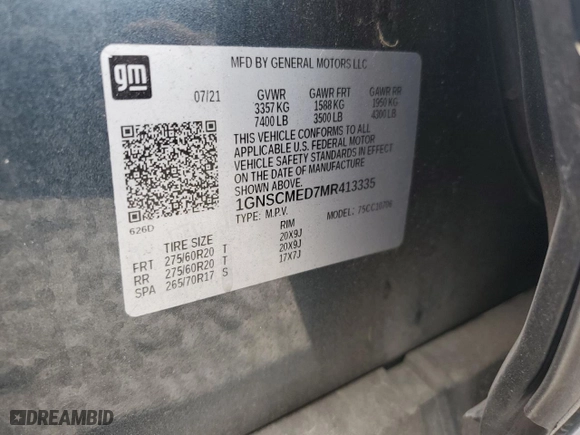 gm
MFD BY GENERAL MOTORS LLC
07/21 GVWR GAWR FRT GAWR RR
3357 KG 1588 KG 1950 KG
7400 LB 3500 LB 4300 LB
THIS VEHICLE CONFORMS TO ALL
APPLICABLE U.S. FEDERAL MOTOR
VEHICLE SAFETY STANDARDS IN EFFECT
ON THE DATE OF MANUFACTURE
SHOWN ABOVE.
1GNSCMED7MR413335
TYPE: M.P.V. MODEL:
626D
TIRE SIZE RIM
FRT 275/60R20 T 20X9J
RR 275/60R20 T 20X9J
SPA 265/70R17 S 17X7J
DREAMBID